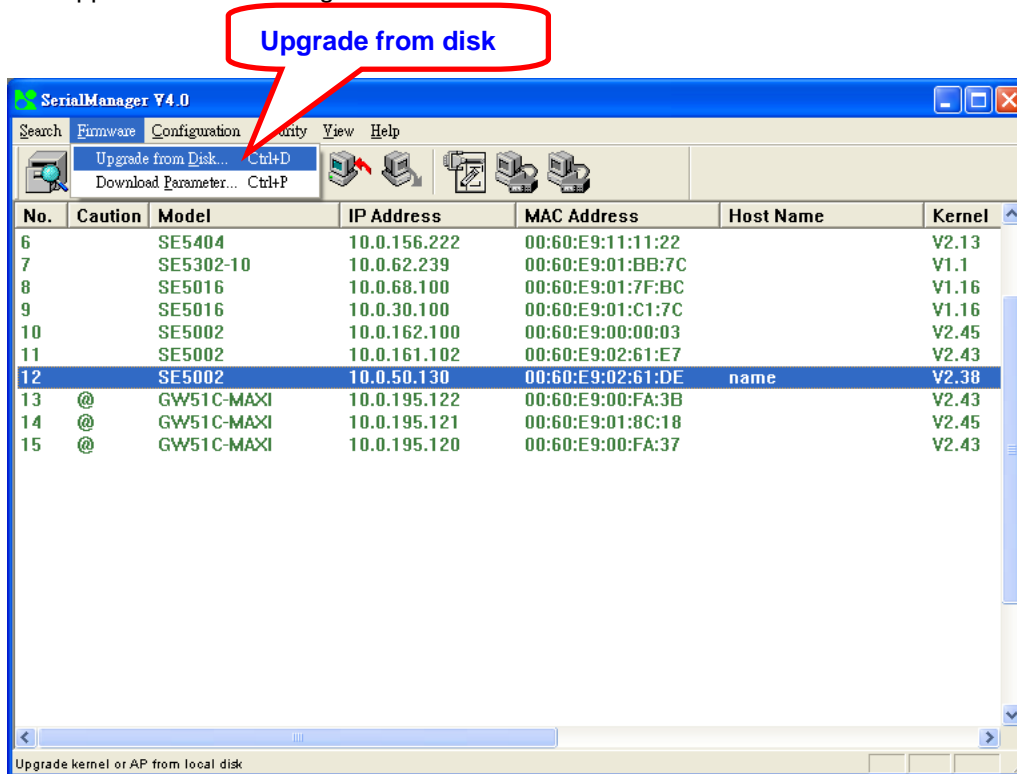 Upgrade from disk
SerialManager V4.0
Search Firmware Configuration urity View Help
Upgrade from Disk... Ctrl+D
Download Parameter... Ctrl+P
No. Caution Model IP Address MAC Address Host Name Kernel
6 SE5404 10.0.156.222 00:60:E9:11:11:22 V2.13
7 SE5302-10 10.0.62.239 00:60:E9:01:BB:7C V1.1
8 SE5016 10.0.68.100 00:60:E9:01:7F:BC V1.16
9 SE5016 10.0.30.100 00:60:E9:01:C1:7C V1.16
10 SE5002 10.0.162.100 00:60:E9:00:00:03 V2.45
11 SE5002 10.0.161.102 00:60:E9:02:61:E7 V2.43
12 SE5002 10.0.50.130 00:60:E9:02:61:DE name V2.38
13 @ GW51C-MAXI 10.0.195.122 00:60:E9:00:FA:3B V2.43
14 @ GW51C-MAXI 10.0.195.121 00:60:E9:01:8C:18 V2.45
15 @ GW51C-MAXI 10.0.195.120 00:60:E9:00:FA:37 V2.43
Upgrade kernel or AP from local disk